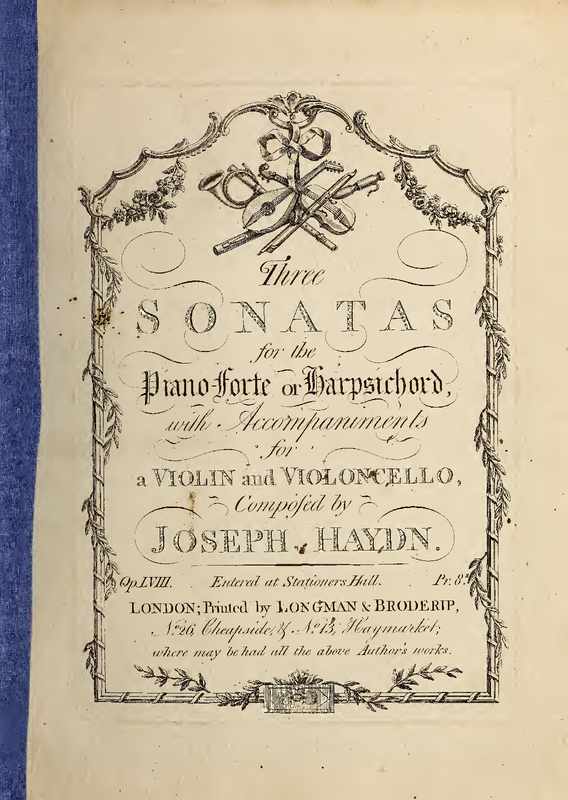 Three
SONATAS
for the
Piano-Forte or Harpsichord,
with Accompaniments
for
a VIOLIN and VIOLONCELLO,
Compoſed by
JOSEPH HAYDN.
Op. LVIII. Entered at Stationers Hall. Pr. 8s.
LONDON; Printed by LONGMAN & BRODERIP,
No. 26, Cheapside, & No. 13, Haymarket;
where may be had all the above Author's works.